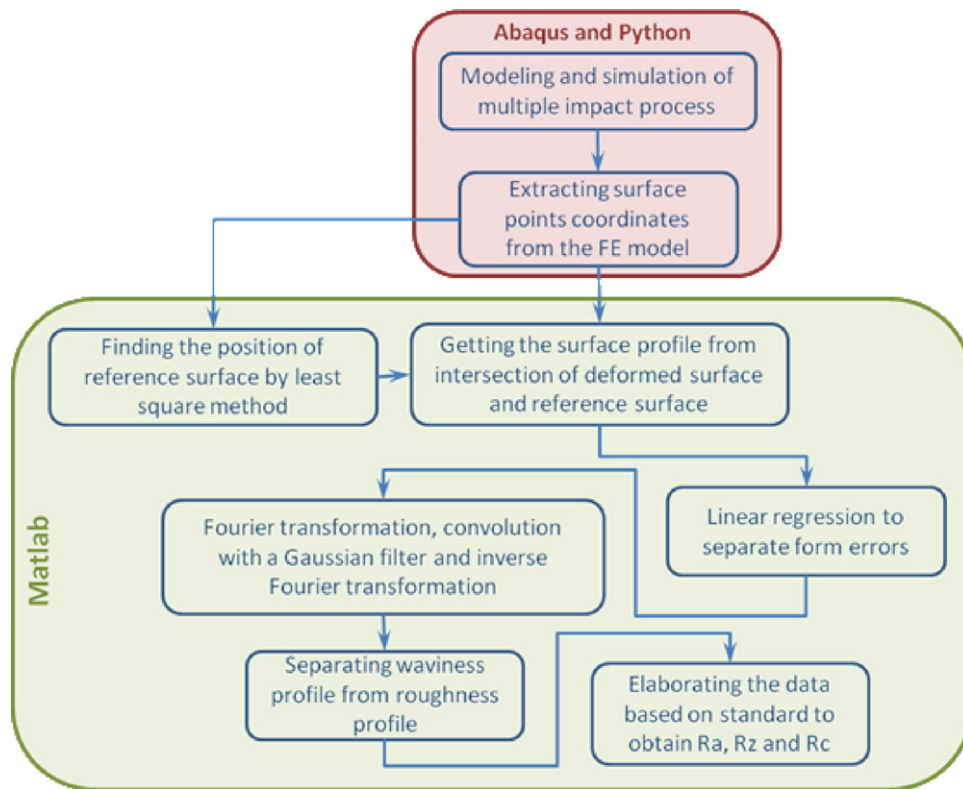 Abaqus and Python
Modeling and simulation of
multiple impact process
Extracting surface
points coordinates
from the FE model
Finding the position of
reference surface by least
square method
Getting the surface profile from
intersection of deformed surface
and reference surface
Linear regression to
separate form errors
Fourier transformation, convolution
with a Gaussian filter and inverse
Fourier transformation
Matlab
Separating waviness
profile from roughness
profile
Elaborating the data
based on standard to
obtain Ra, Rz and Rc